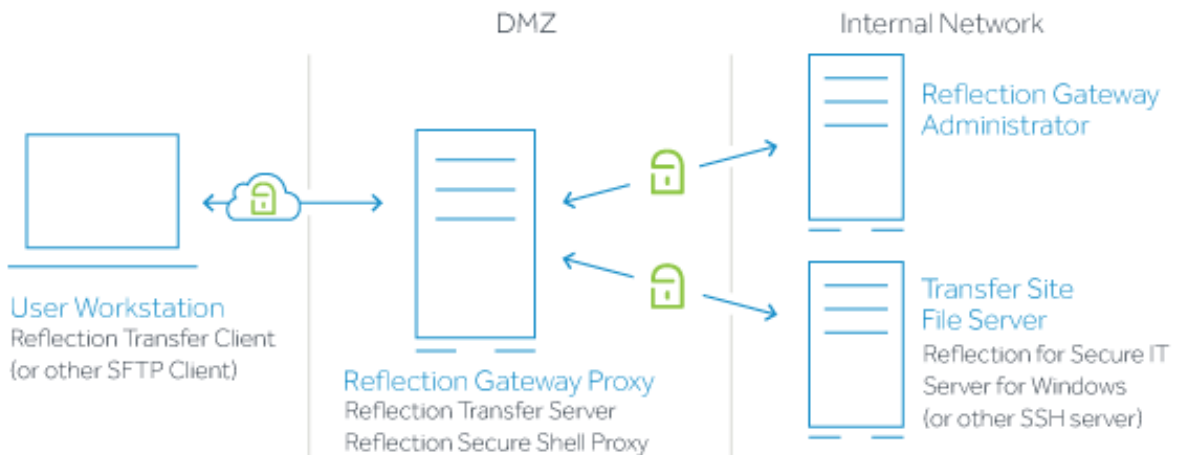 DMZ
Internal Network
Reflection Gateway
Administrator
User Workstation
Reflection Transfer Client
(or other SFTP Client)
Reflection Gateway Proxy
Reflection Transfer Server
Reflection Secure Shell Proxy
Transfer Site
File Server
Reflection for Secure IT
Server for Windows
(or other SSH server)